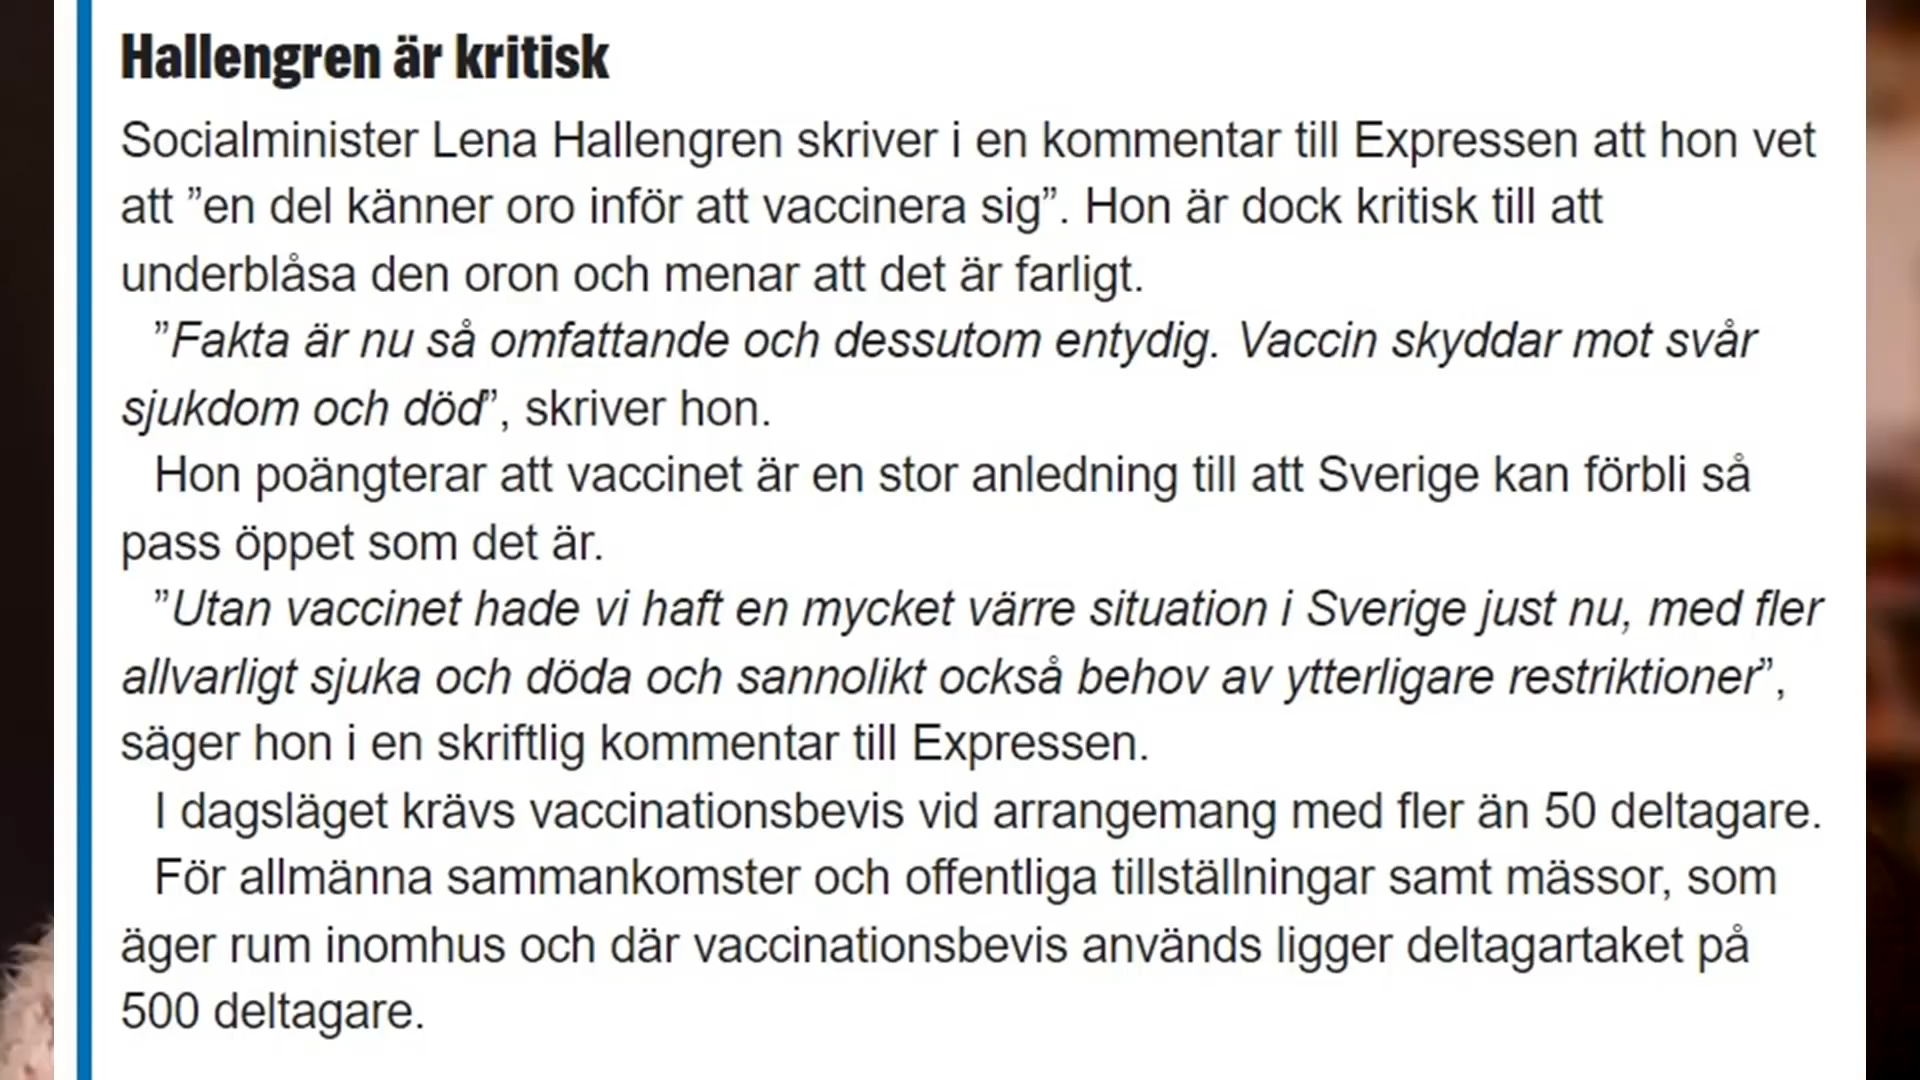 Hallengren är kritisk
Socialminister Lena Hallengren skriver i en kommentar till Expressen att hon vet
att ”en del känner oro inför att vaccinera sig”. Hon är dock kritisk till att
underblåsa den oron och menar att det är farligt.
”Fakta är nu så omfattande och dessutom entydig. Vaccin skyddar mot svår
sjukdom och död”, skriver hon.
Hon poängterar att vaccinet är en stor anledning till att Sverige kan förbli så
pass öppet som det är.
”Utan vaccinet hade vi haft en mycket värre situation i Sverige just nu, med fler
allvarligt sjuka och döda och sannolikt också behov av ytterligare restriktioner”,
säger hon i en skriftlig kommentar till Expressen.
I dagsläget krävs vaccinationsbevis vid arrangemang med fler än 50 deltagare.
För allmänna sammankomster och offentliga tillställningar samt mässor, som
äger rum inomhus och där vaccinationsbevis används ligger deltagartaket på
500 deltagare.